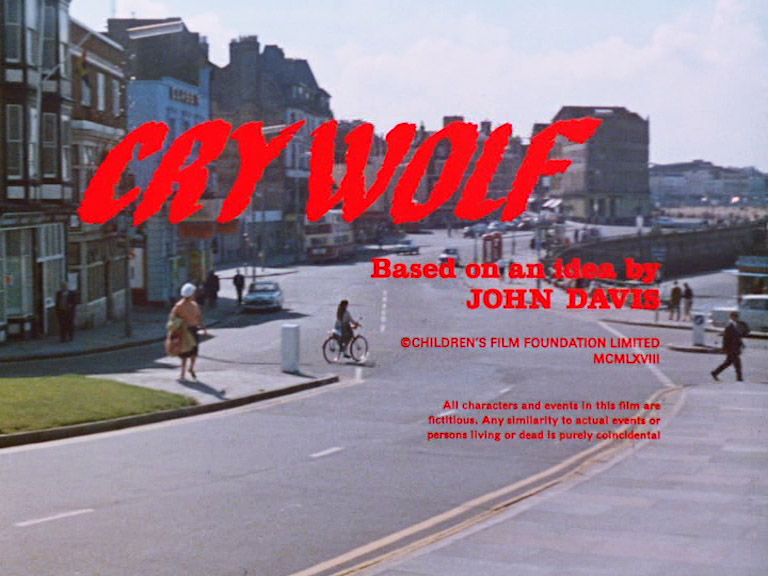 CRY WOLF
Based on an idea by
JOHN DAVIS
©CHILDREN'S FILM FOUNDATION LIMITED
MCMLXVIII
All characters and events in this film are
fictitious. Any similarity to actual events or
persons living or dead is purely coincidental